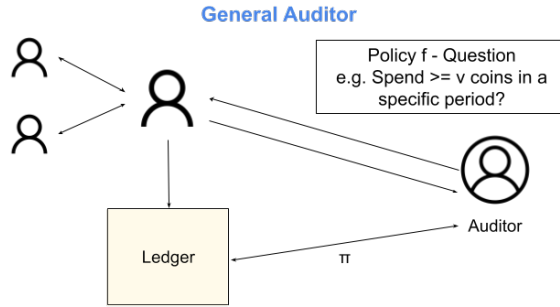 General Auditor
Policy f - Question
e.g. Spend >= v coins in a
specific period?
Auditor
Ledger
π